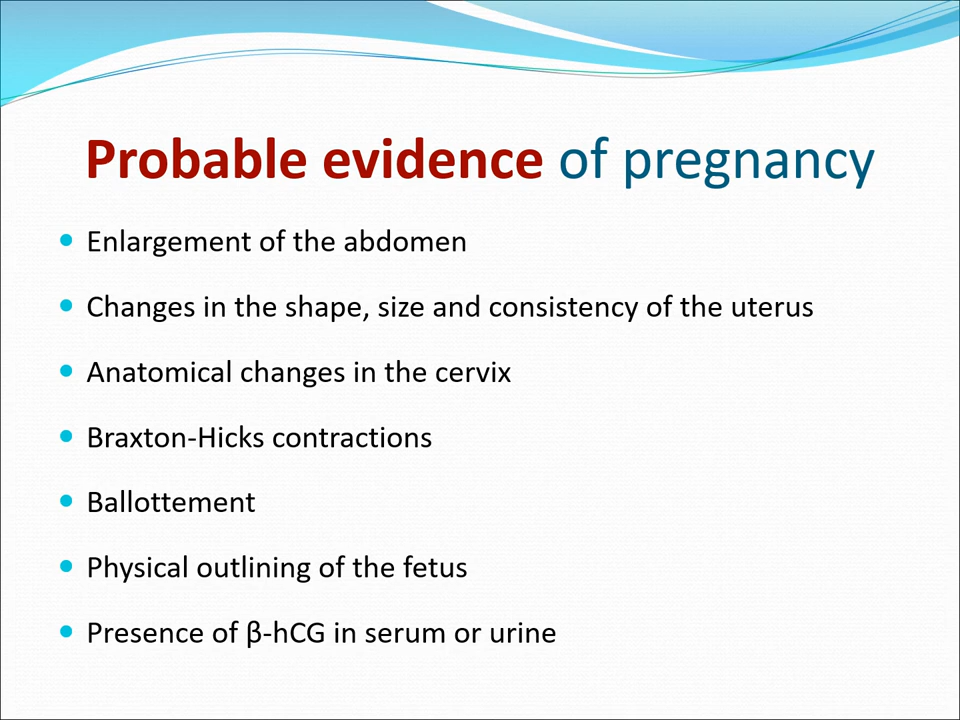 Probable evidence of pregnancy
Enlargement of the abdomen
Changes in the shape, size and consistency of the uterus
Anatomical changes in the cervix
Braxton-Hicks contractions
Ballottement
Physical outlining of the fetus
Presence of β-hCG in serum or urine